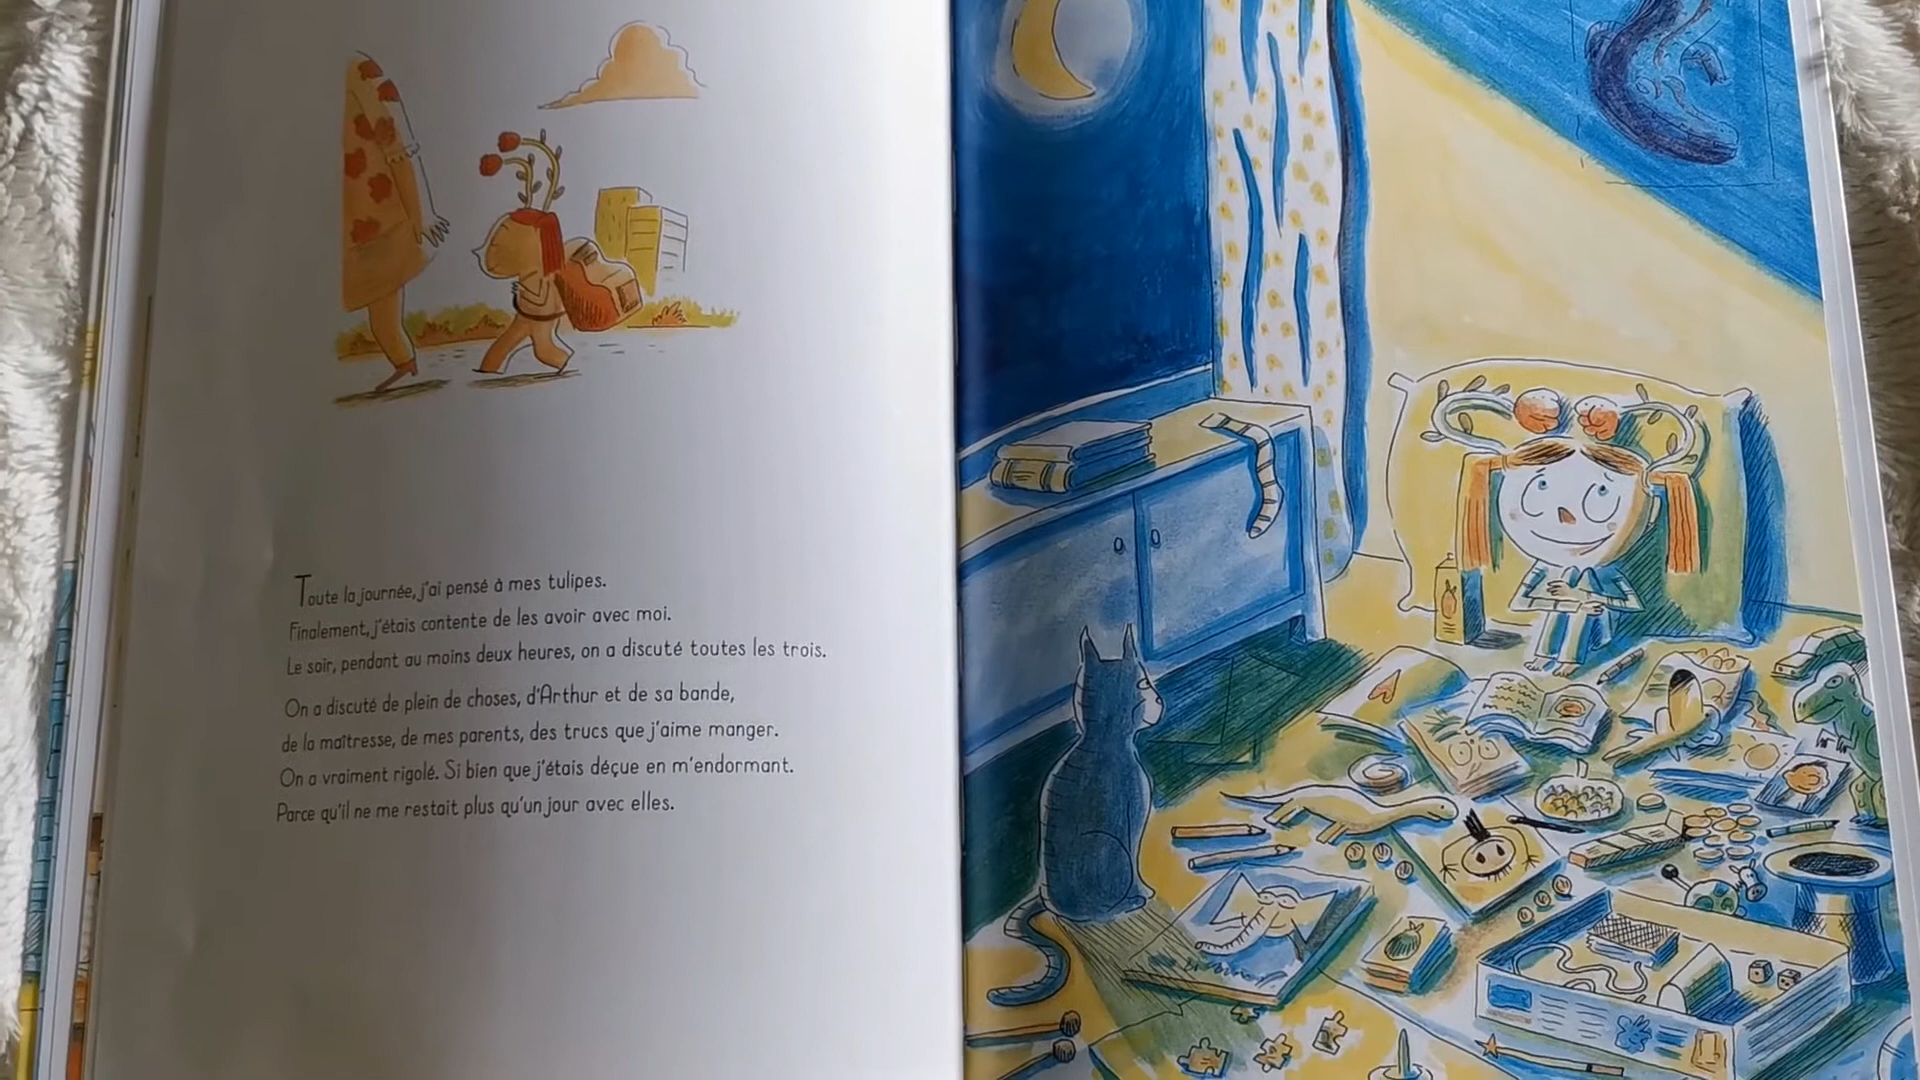 Toute la journée, j'ai pensé à mes tulipes.
Finalement, j'étais contente de les avoir avec moi.
Le soir, pendant au moins deux heures, on a discuté toutes les trois.
On a discuté de plein de choses, d'Arthur et de sa bande,
de la maîtresse, de mes parents, des trucs que j'aime manger.
On a vraiment rigolé. Si bien que j'étais déçue en m'endormant.
Parce qu'il ne me restait plus qu'un jour avec elles.